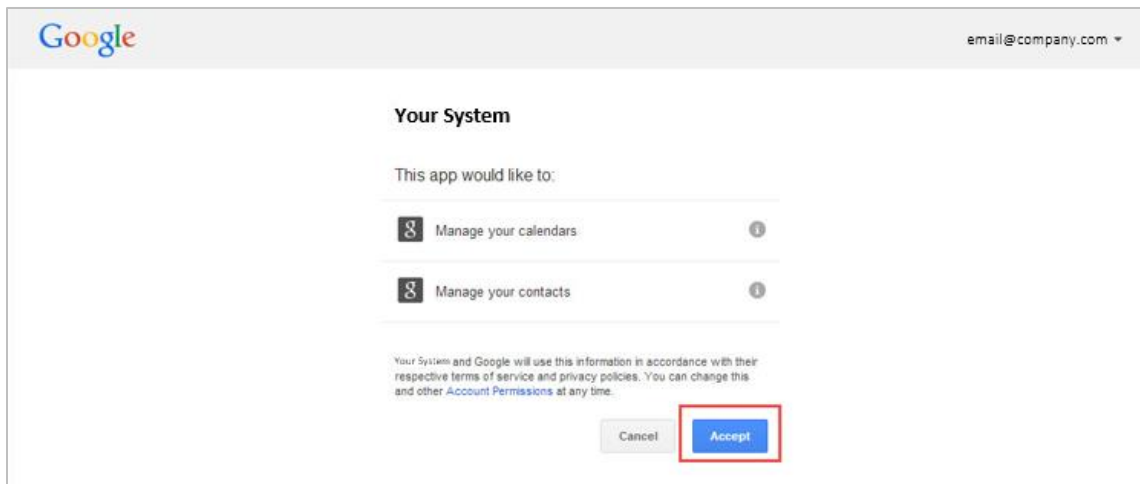 Google
email@company.com
Your System
This app would like to:
Manage your calendars
Manage your contacts
Your System and Google will use this information in accordance with their
respective terms of service and privacy policies. You can change this
and other Account Permissions at any time.
Cancel
Accept